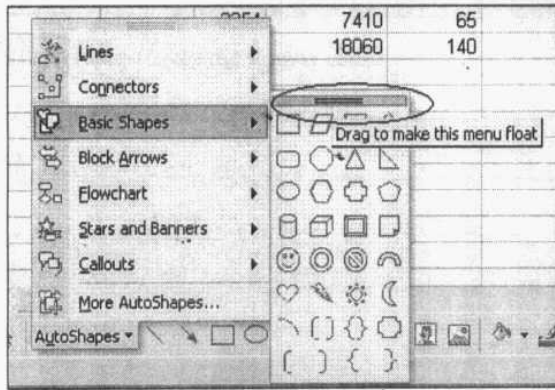 7410 65
18060 140
Lines
Connectors
Basic Shapes
Drag to make this menu float
Block Arrows
Flowchart
Stars and Banners
Callouts
More AutoShapes...
AutoShapes